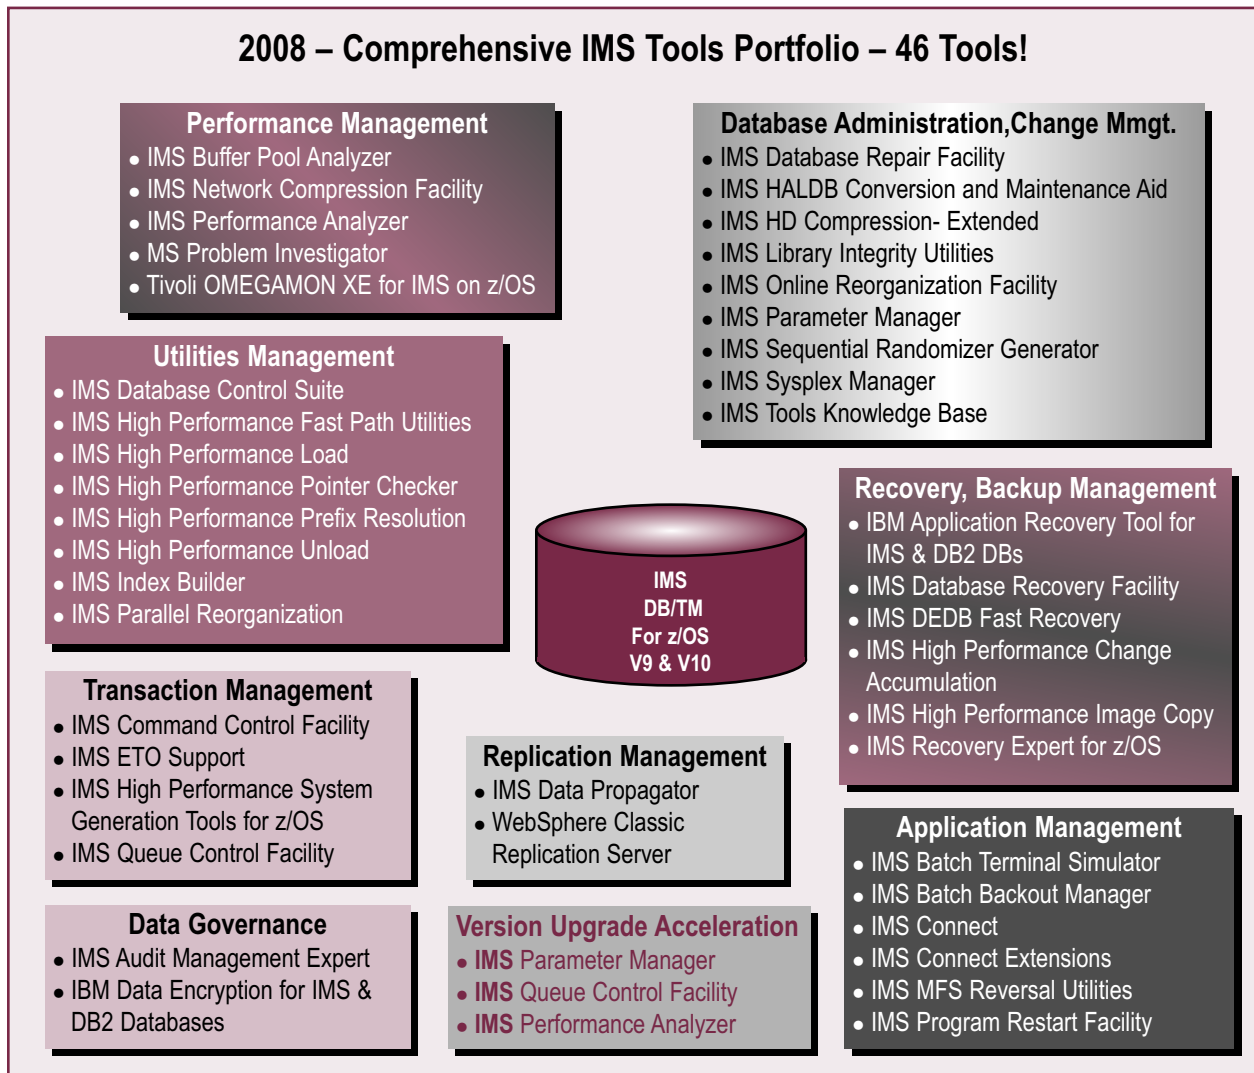 2008 – Comprehensive IMS Tools Portfolio – 46 Tools!
Performance Management
• IMS Buffer Pool Analyzer
• IMS Network Compression Facility
• IMS Performance Analyzer
• MS Problem Investigator
• Tivoli OMEGAMON XE for IMS on z/OS
Database Administration,Change Mmgt.
• IMS Database Repair Facility
• IMS HALDB Conversion and Maintenance Aid
• IMS HD Compression- Extended
• IMS Library Integrity Utilities
• IMS Online Reorganization Facility
• IMS Parameter Manager
• IMS Sequential Randomizer Generator
• IMS Sysplex Manager
• IMS Tools Knowledge Base
Utilities Management
• IMS Database Control Suite
• IMS High Performance Fast Path Utilities
• IMS High Performance Load
• IMS High Performance Pointer Checker
• IMS High Performance Prefix Resolution
• IMS High Performance Unload
• IMS Index Builder
• IMS Parallel Reorganization
IMS
DB/TM
For z/OS
V9 & V10
Recovery, Backup Management
• IBM Application Recovery Tool for
IMS & DB2 DBs
• IMS Database Recovery Facility
• IMS DEDB Fast Recovery
• IMS High Performance Change
Accumulation
• IMS High Performance Image Copy
• IMS Recovery Expert for z/OS
Transaction Management
• IMS Command Control Facility
• IMS ETO Support
• IMS High Performance System
Generation Tools for z/OS
• IMS Queue Control Facility
Replication Management
• IMS Data Propagator
• WebSphere Classic
Replication Server
Application Management
• IMS Batch Terminal Simulator
• IMS Batch Backout Manager
• IMS Connect
• IMS Connect Extensions
• IMS MFS Reversal Utilities
• IMS Program Restart Facility
Data Governance
• IMS Audit Management Expert
• IBM Data Encryption for IMS &
DB2 Databases
Version Upgrade Acceleration
• IMS Parameter Manager
• IMS Queue Control Facility
• IMS Performance Analyzer